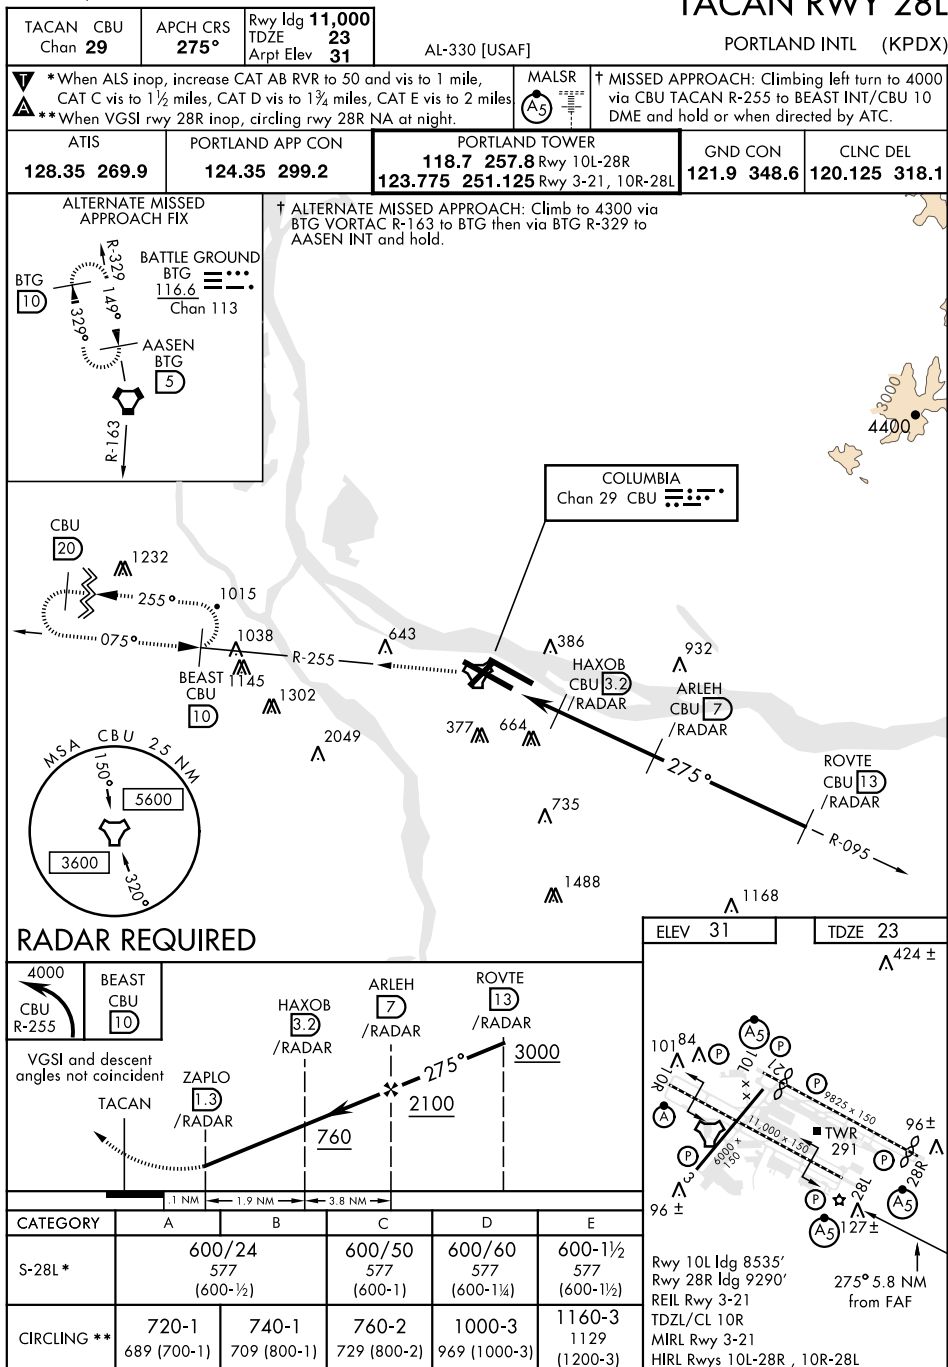 TACAN RWY 28L
TACAN CBU
Chan 29
APCH CRS
275°
Rwy ldg 11,000
TDZE 23
Arpt Elev 31
AL-330 [USAF]
PORTLAND INTL (KPDX)
T
A
* When ALS inop, increase CAT AB RVR to 50 and vis to 1 mile,
CAT C vis to 1½ miles, CAT D vis to 1¾ miles, CAT E vis to 2 miles
** When VGSI rwy 28R inop, circling rwy 28R NA at night.
MALSR
A5
† MISSED APPROACH: Climbing left turn to 4000
via CBU TACAN R-255 to BEAST INT/CBU 10
DME and hold or when directed by ATC.
ATIS
128.35 269.9
PORTLAND APP CON
124.35 299.2
PORTLAND TOWER
118.7 257.8 Rwy 10L-28R
123.775 251.125 Rwy 3-21, 10R-28L
GND CON
121.9 348.6
CLNC DEL
120.125 318.1
ALTERNATE MISSED
APPROACH FIX
R-329
BTG
10
149°
329°
BATTLE GROUND
BTG
116.6
Chan 113
AASEN
BTG
5
R-163
† ALTERNATE MISSED APPROACH: Climb to 4300 via
BTG VORTAC R-163 to BTG then via BTG R-329 to
AASEN INT and hold.
3000
4400
COLUMBIA
Chan 29 CBU
CBU
20
1232
255°
1015
075°
1038
1145
R-255
BEAST
CBU
10
1302
2049
643
386
HAXOB
CBU 3.2
/RADAR
932
ARLEH
CBU 7
/RADAR
377
664
275°
ROVTE
CBU 13
/RADAR
R-095
735
1488
1168
MSA CBU 25 NM
150°
5600
3600
320°
RADAR REQUIRED
4000
CBU
R-255
BEAST
CBU
10
VGSI and descent
angles not coincident
TACAN
ZAPLO
1.3
/RADAR
HAXOB
3.2
/RADAR
ARLEH
7
/RADAR
ROVTE
13
/RADAR
275°
3000
2100
760
.1 NM
1.9 NM
3.8 NM
ELEV 31
TDZE 23
424 ±
101
84
P
A5
P
10L
21
10R
X X
P
9825 x 150
A
11,000 x 150
TWR
291
96 ±
6000 x
150
P
3
P
28R
96 ±
P
28L
A5
A5
127 ±
275° 5.8 NM
from FAF
Rwy 10L ldg 8535'
Rwy 28R ldg 9290'
REIL Rwy 3-21
TDZL/CL 10R
MIRL Rwy 3-21
HIRL Rwys 10L-28R , 10R-28L
CATEGORY A B C D E
S-28L *
600/24
577
(600-½)
600/50
577
(600-1)
600/60
577
(600-1¼)
600-1½
577
(600-1½)
CIRCLING **
720-1
689 (700-1)
740-1
709 (800-1)
760-2
729 (800-2)
1000-3
969 (1000-3)
1160-3
1129
(1200-3)